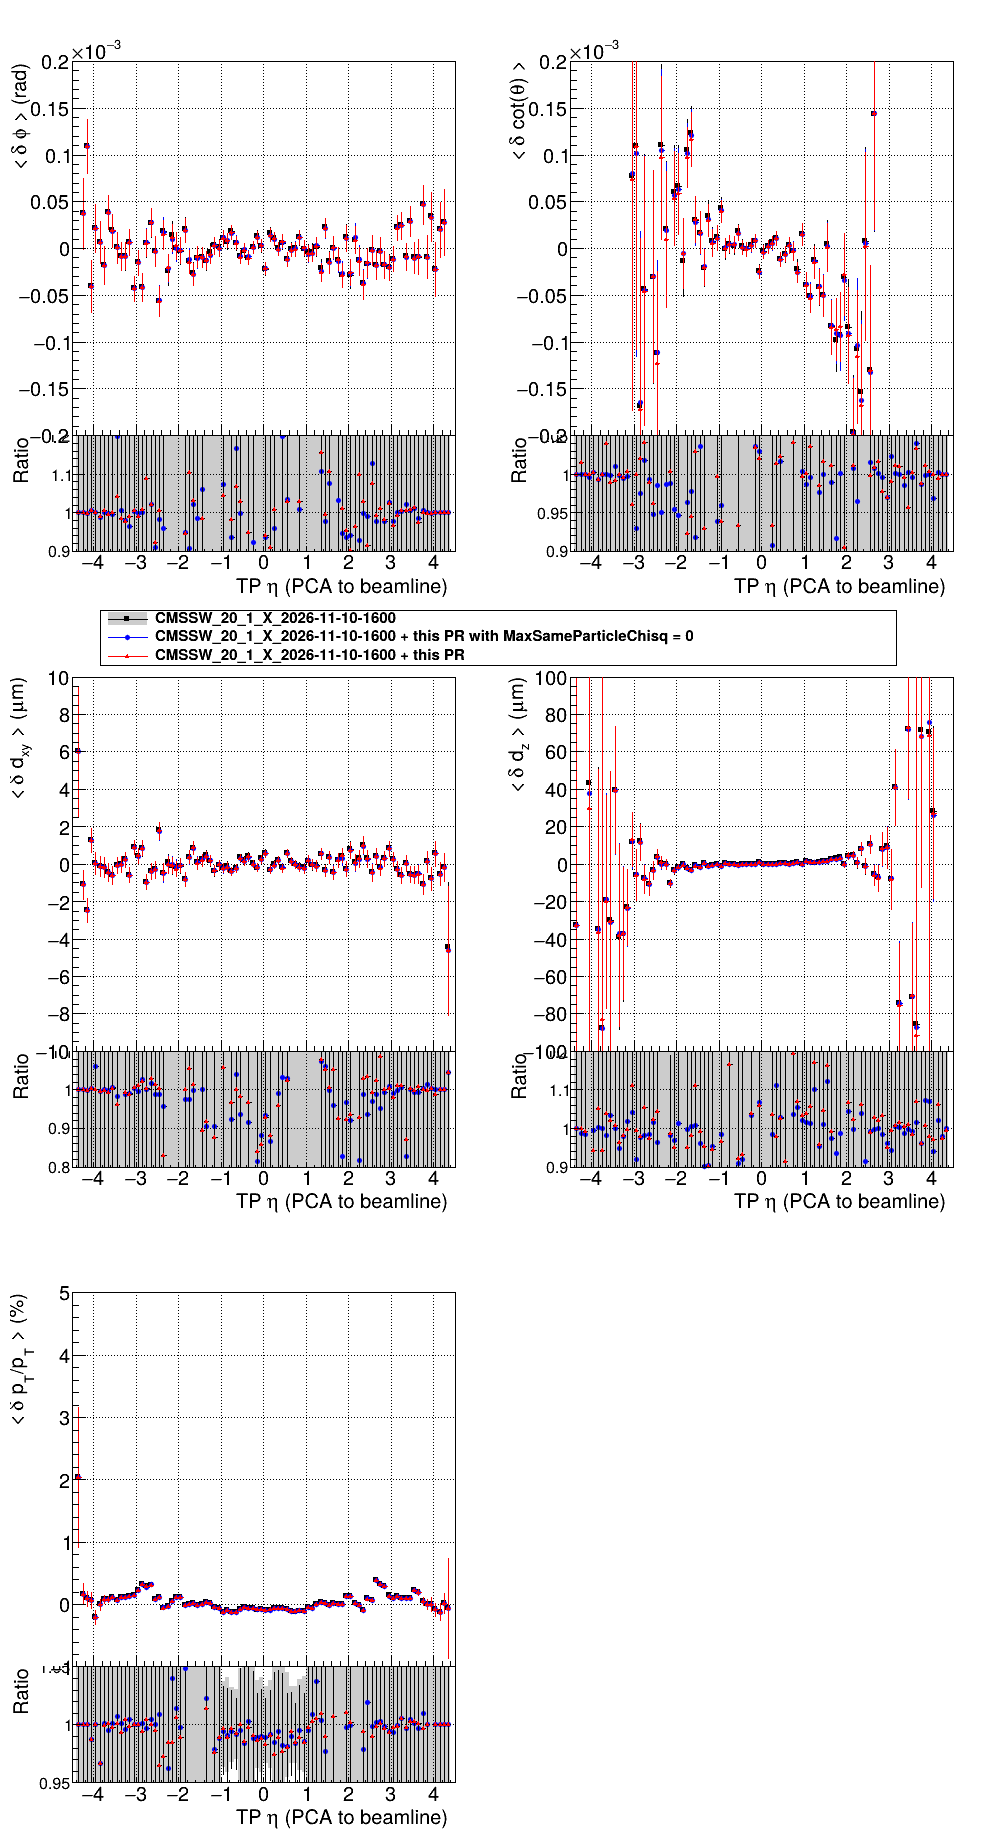 ×10⁻³
< δ ϕ > (rad)
0.2
0.15
0.1
0.05
0
−0.05
−0.1
−0.15
−0.2
Ratio
1.1
1
0.9
−4 −3 −2 −1 0 1 2 3 4
TP η (PCA to beamline)
×10⁻³
< δ cot(θ) >
0.2
0.15
0.1
0.05
0
−0.05
−0.1
−0.15
−0.2
Ratio
1
0.95
0.9
−4 −3 −2 −1 0 1 2 3 4
TP η (PCA to beamline)
CMSSW_20_1_X_2026-11-10-1600
CMSSW_20_1_X_2026-11-10-1600 + this PR with MaxSameParticleChisq = 0
CMSSW_20_1_X_2026-11-10-1600 + this PR
< δ d_xy > (μm)
10
8
6
4
2
0
−2
−4
−6
−8
−10
Ratio
1
0.9
0.8
−4 −3 −2 −1 0 1 2 3 4
TP η (PCA to beamline)
< δ d_z > (μm)
100
80
60
40
20
0
−20
−40
−60
−80
−100
Ratio
1.1
1
0.9
−4 −3 −2 −1 0 1 2 3 4
TP η (PCA to beamline)
< δ p_T/p_T > (%)
5
4
3
2
1
0
Ratio
1
0.95
−4 −3 −2 −1 0 1 2 3 4
TP η (PCA to beamline)